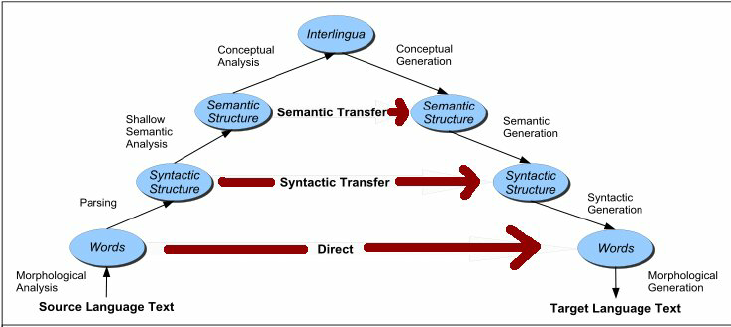 Interlingua
Conceptual
Analysis
Conceptual
Generation
Semantic
Structure
Semantic Transfer
Semantic
Structure
Shallow
Semantic
Analysis
Semantic
Generation
Syntactic
Structure
Syntactic Transfer
Syntactic
Structure
Parsing
Syntactic
Generation
Words
Direct
Words
Morphological
Analysis
Morphological
Generation
Source Language Text
Target Language Text